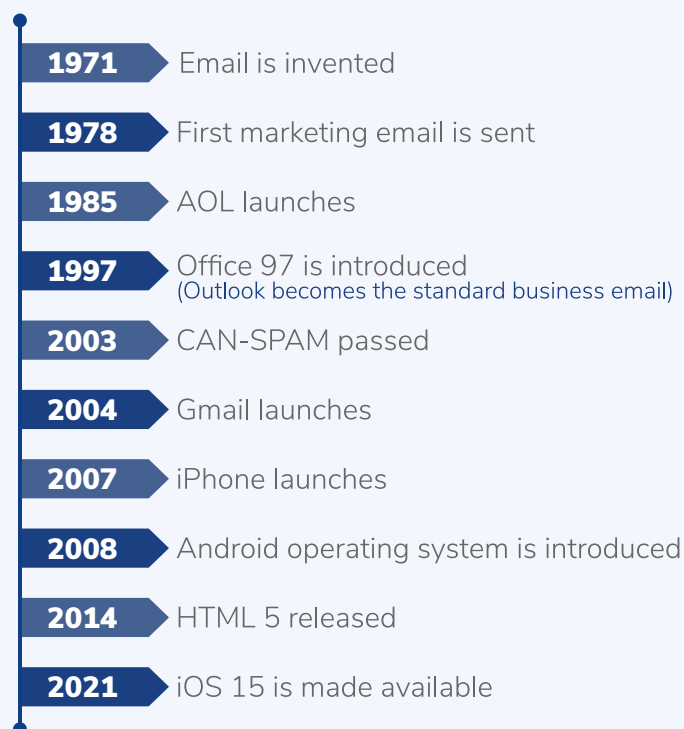 1971 Email is invented
1978 First marketing email is sent
1985 AOL launches
1997 Office 97 is introduced
(Outlook becomes the standard business email)
2003 CAN-SPAM passed
2004 Gmail launches
2007 iPhone launches
2008 Android operating system is introduced
2014 HTML 5 released
2021 iOS 15 is made available